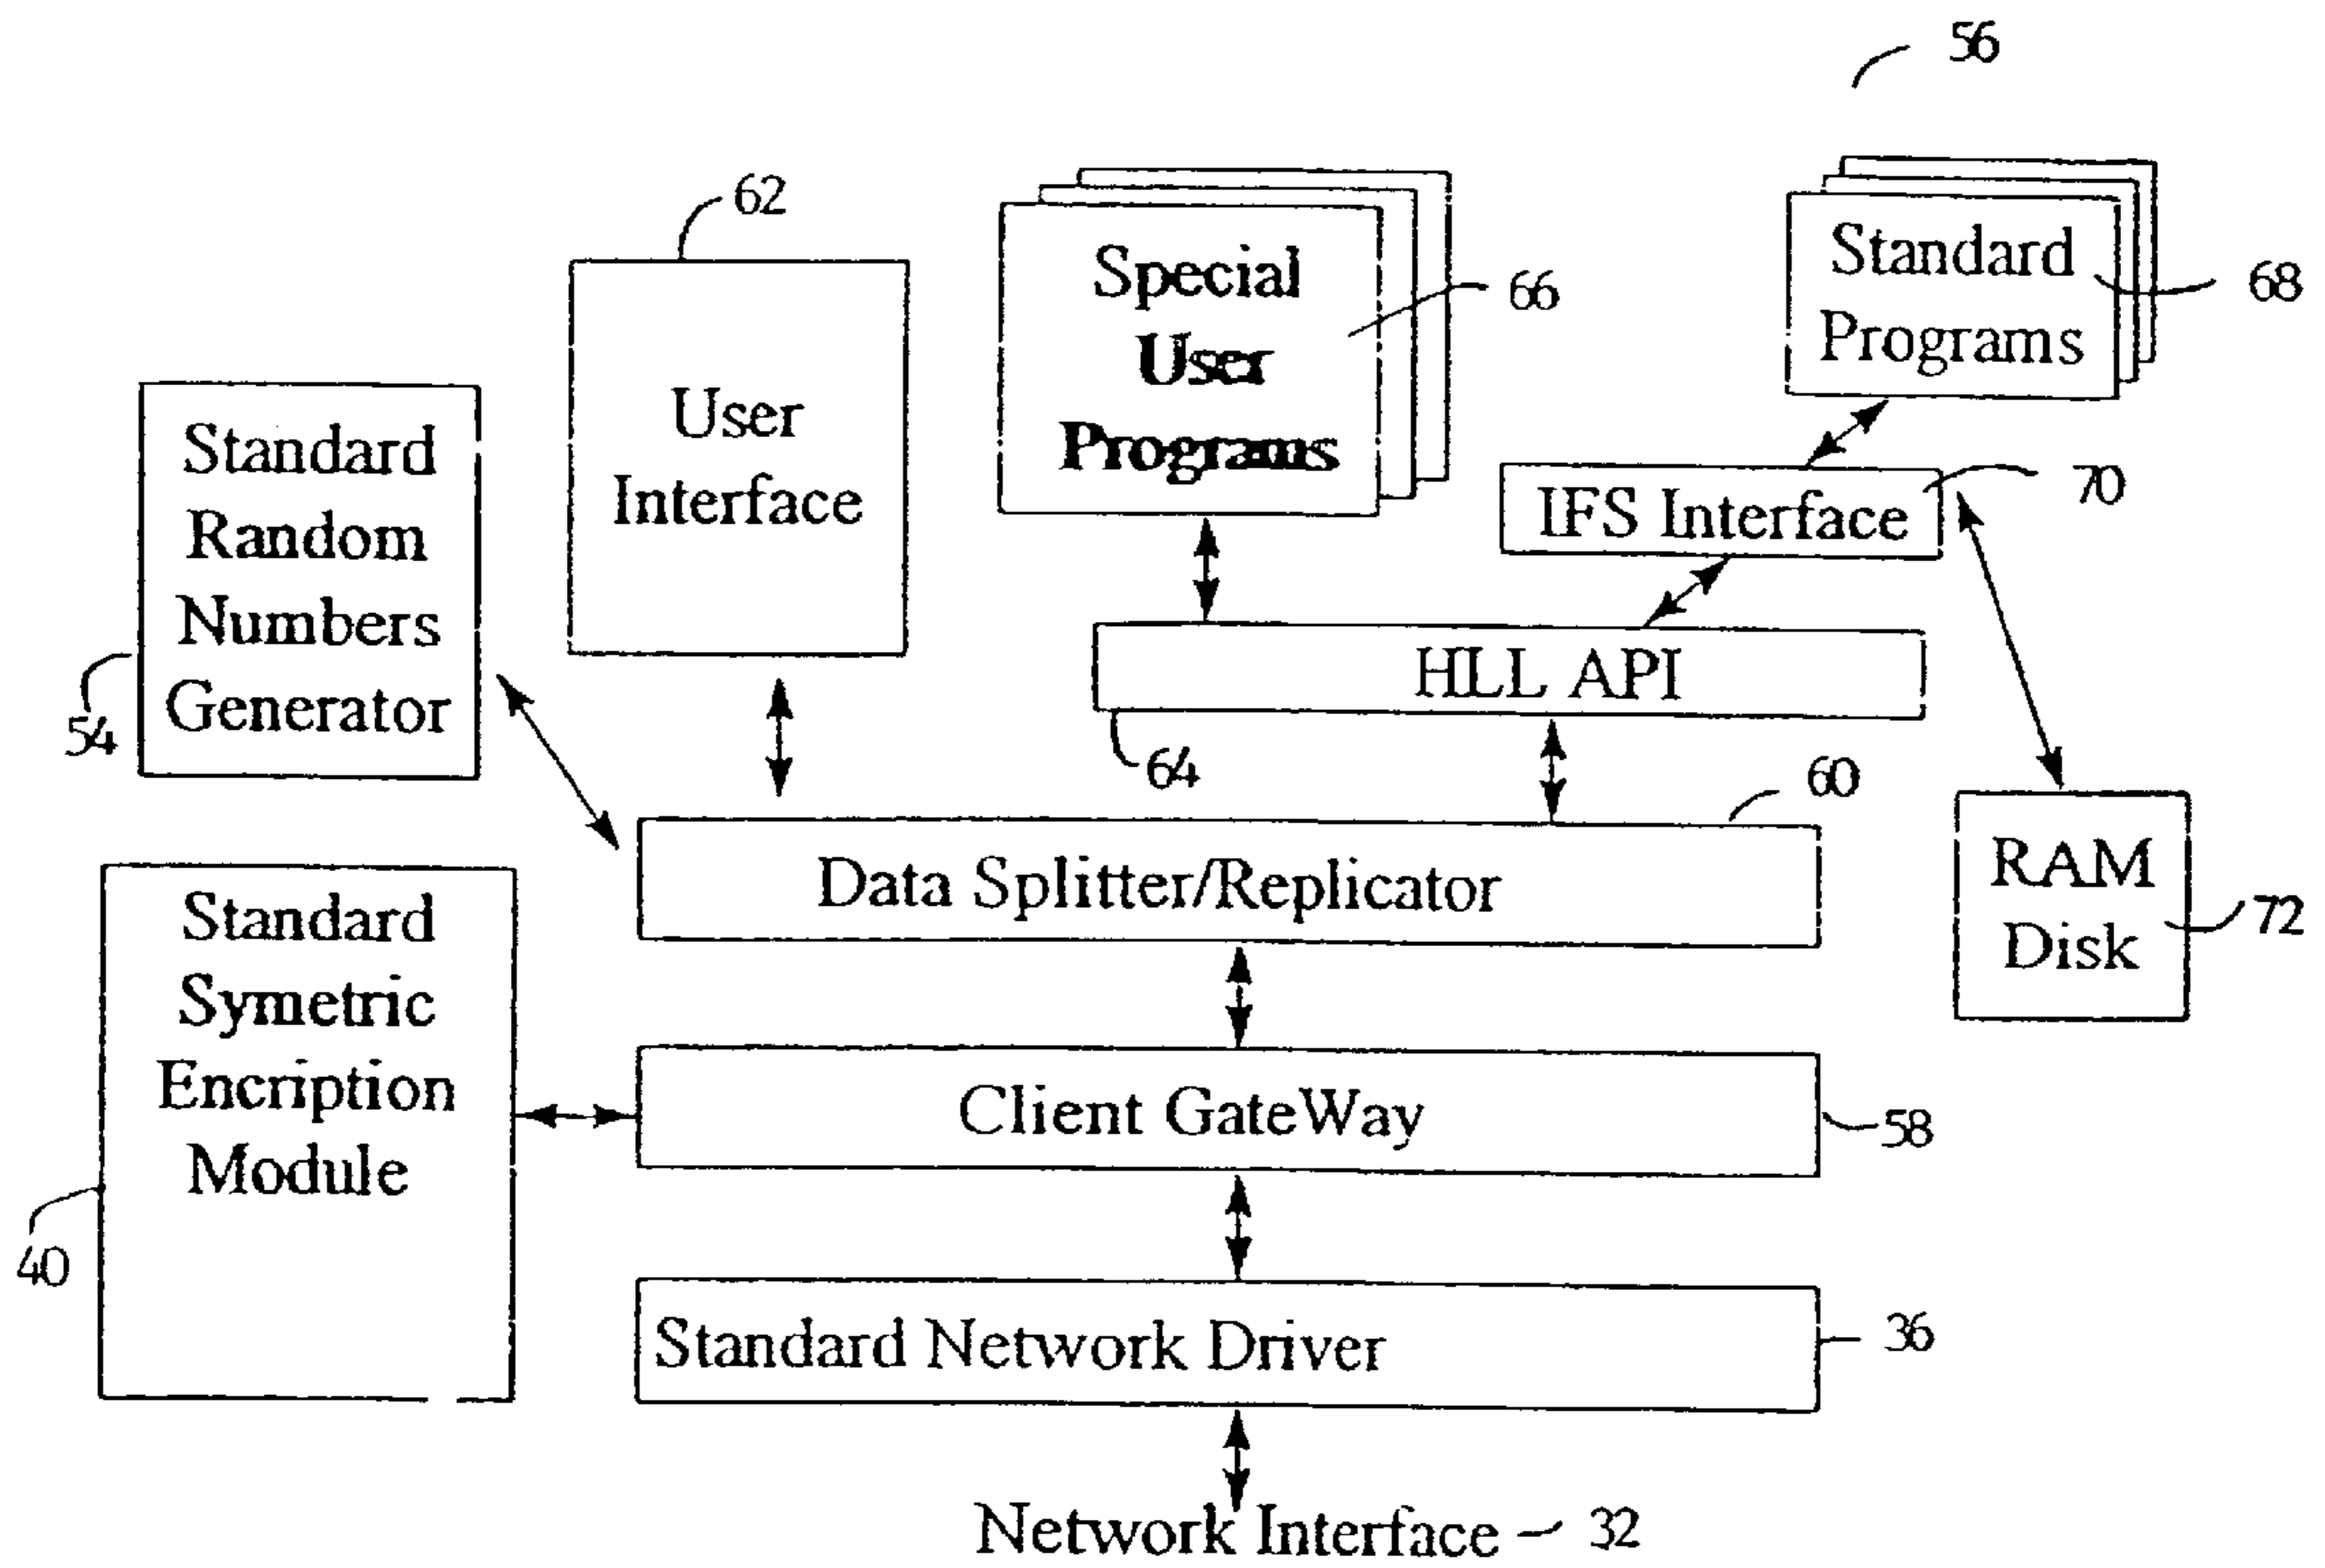 56
62
Special
User
Programs
66
Standard
Programs
68
User
Interface
Standard
Random
Numbers
Generator
54
IFS Interface
70
HLL API
64
60
Data Splitter/Replicator
RAM
Disk
72
Standard
Symetric
Encription
Module
40
Client GateWay
58
Standard Network Driver
36
Network Interface
32